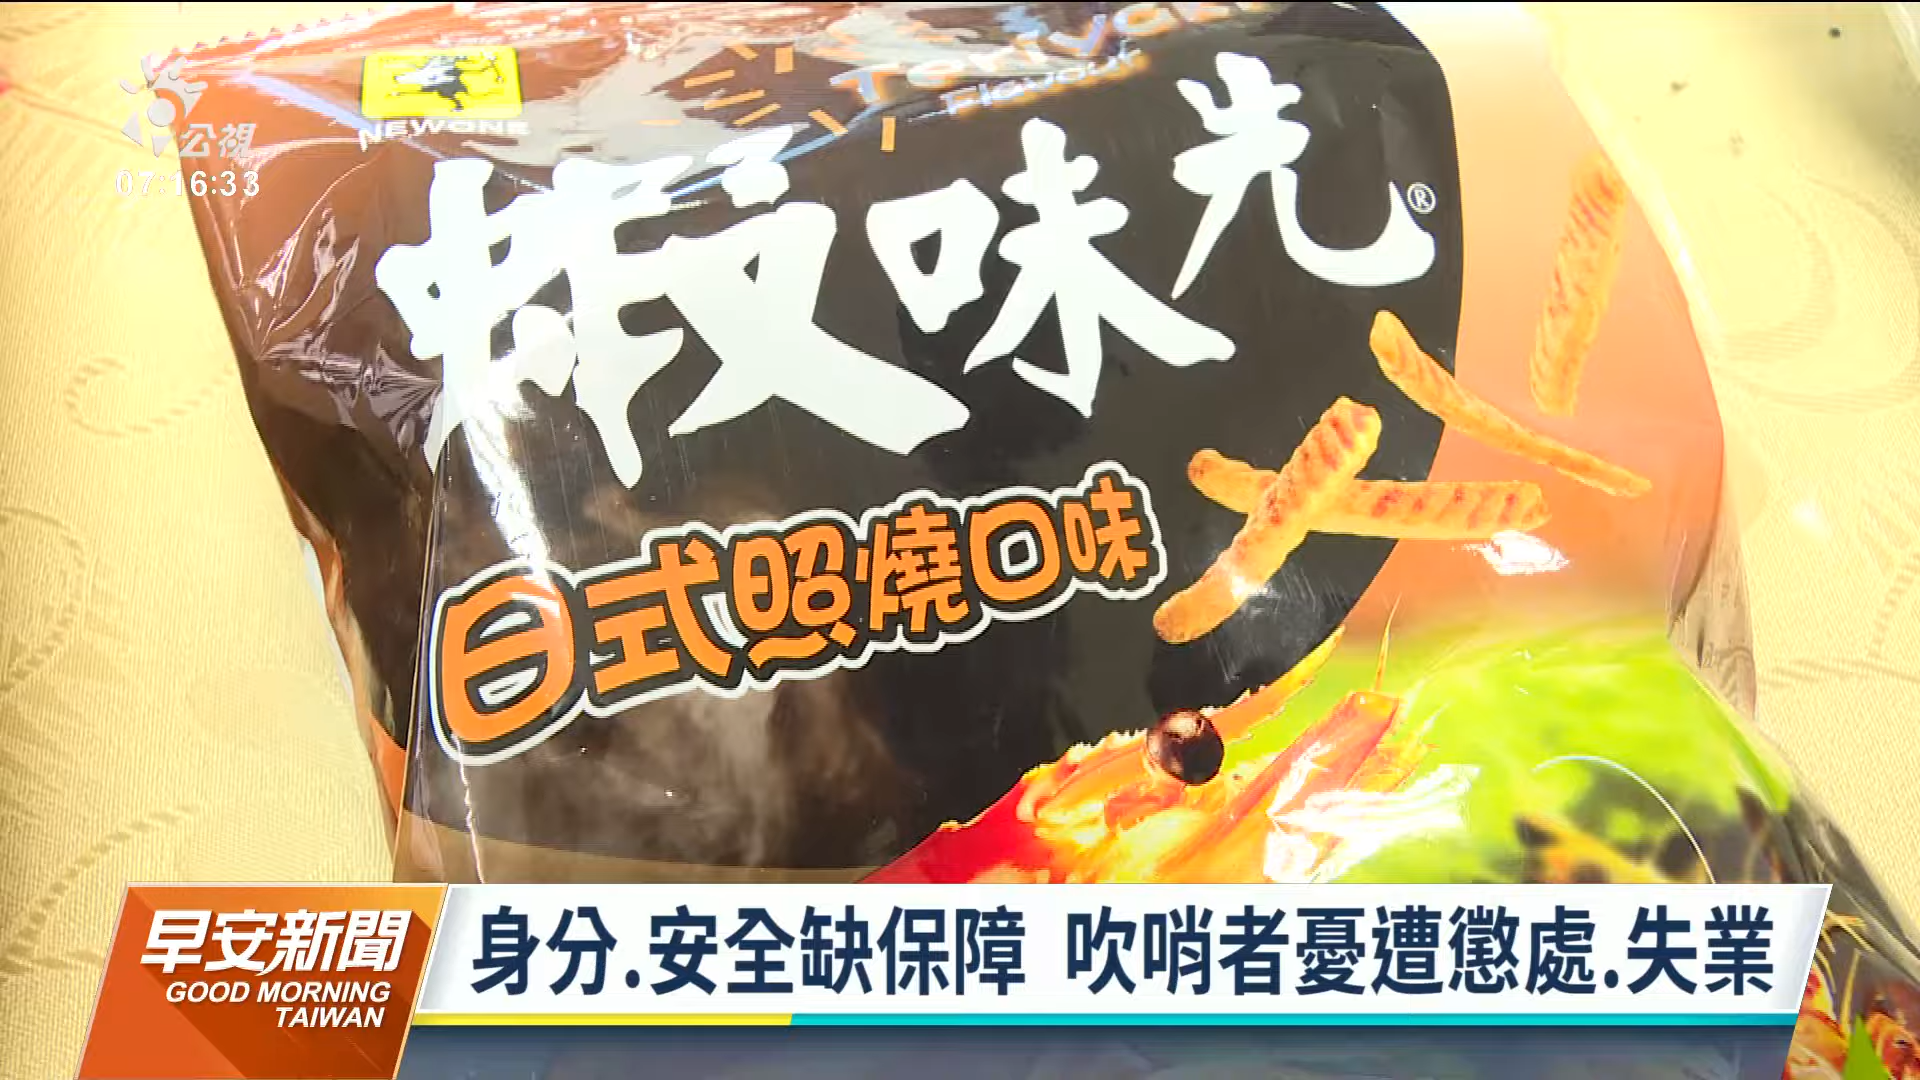 公視
07:16:33
NEWONE
Teriyaki
Flavour
蝦味先®
日式照燒口味
早安新聞
GOOD MORNING
TAIWAN
身分.安全缺保障 吹哨者憂遭懲處.失業